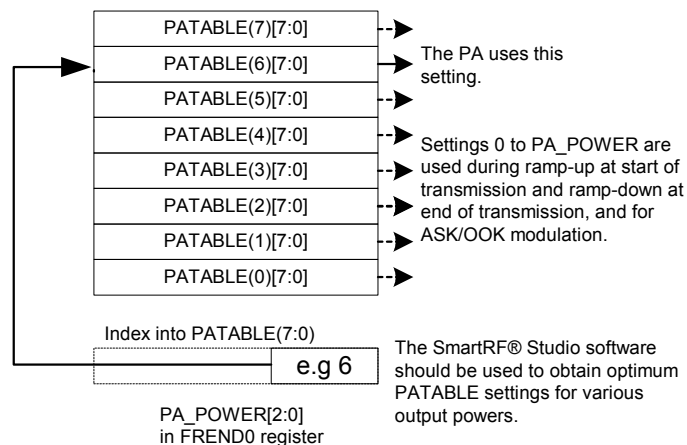 PATABLE(7)[7:0]
PATABLE(6)[7:0]
The PA uses this
setting.
PATABLE(5)[7:0]
PATABLE(4)[7:0]
PATABLE(3)[7:0]
PATABLE(2)[7:0]
PATABLE(1)[7:0]
PATABLE(0)[7:0]
Settings 0 to PA_POWER are
used during ramp-up at start of
transmission and ramp-down at
end of transmission, and for
ASK/OOK modulation.
Index into PATABLE(7:0)
e.g 6
PA_POWER[2:0]
in FREND0 register
The SmartRF® Studio software
should be used to obtain optimum
PATABLE settings for various
output powers.